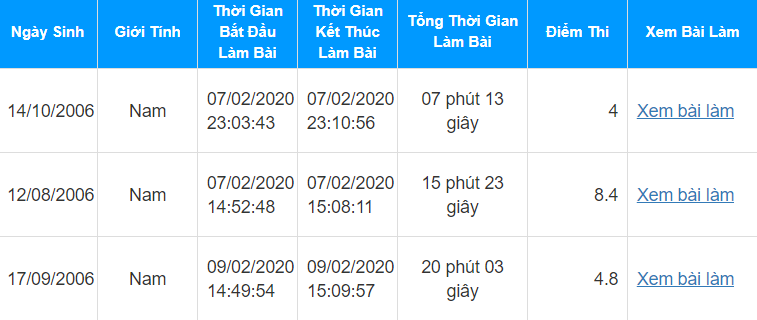 Ngày Sinh
Giới Tính
Thời Gian
Bắt Đầu
Làm Bài
Thời Gian
Kết Thúc
Làm Bài
Tổng Thời Gian
Làm Bài
Điểm Thi
Xem Bài Làm
14/10/2006
Nam
07/02/2020
23:03:43
07/02/2020
23:10:56
07 phút 13
giây
4
Xem bài làm
12/08/2006
Nam
07/02/2020
14:52:48
07/02/2020
15:08:11
15 phút 23
giây
8.4
Xem bài làm
17/09/2006
Nam
09/02/2020
14:49:54
09/02/2020
15:09:57
20 phút 03
giây
4.8
Xem bài làm